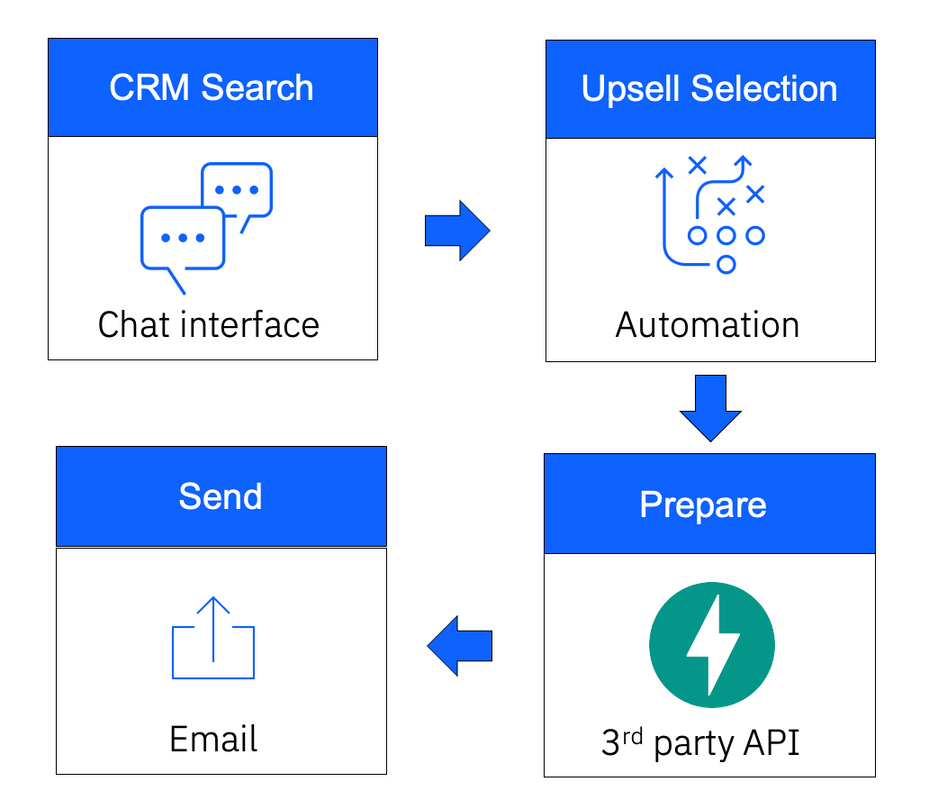 CRM Search
Chat interface
Upsell Selection
Automation
Prepare
3rd party API
Send
Email